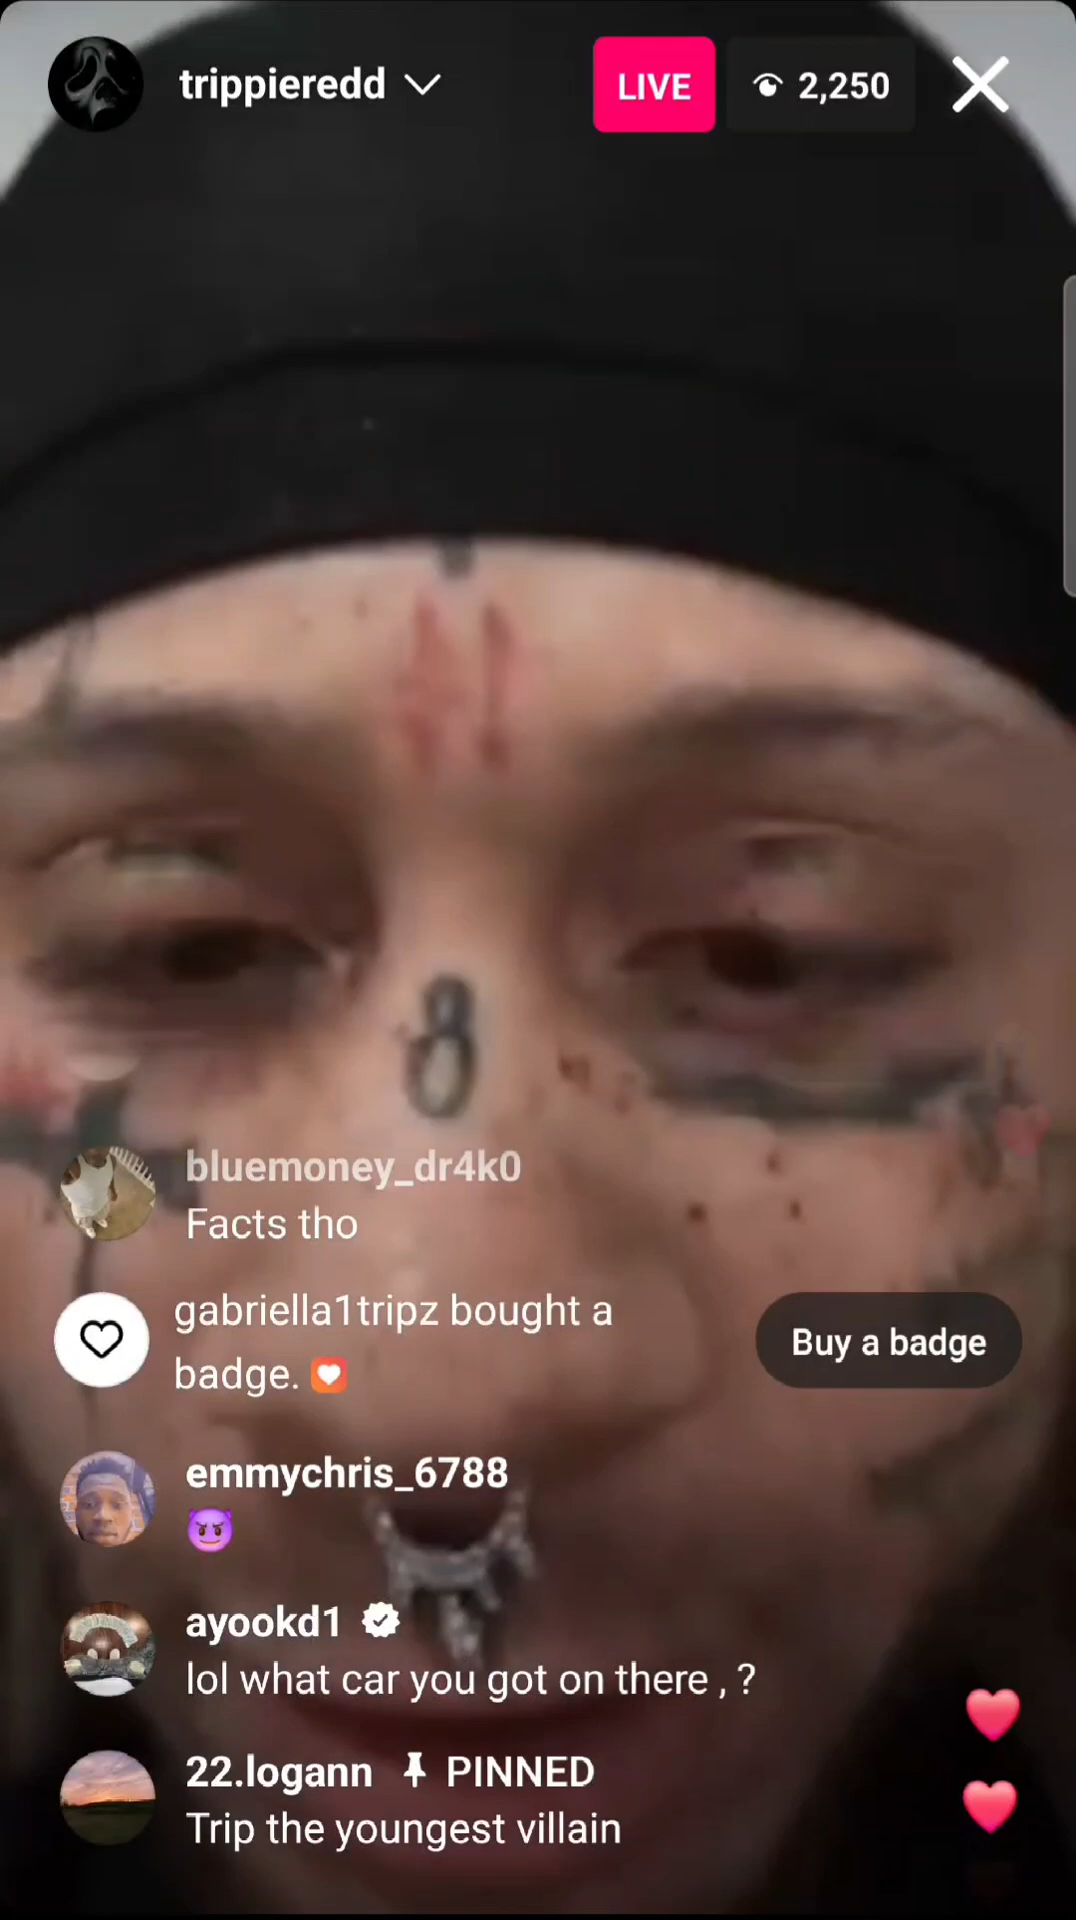 trippieredd
LIVE
2,250
bluemoney_dr4k0
Facts tho
gabriella1tripz bought a
badge.
Buy a badge
emmychris_6788
ayookd1
lol what car you got on there , ?
22.logann PINNED
Trip the youngest villain